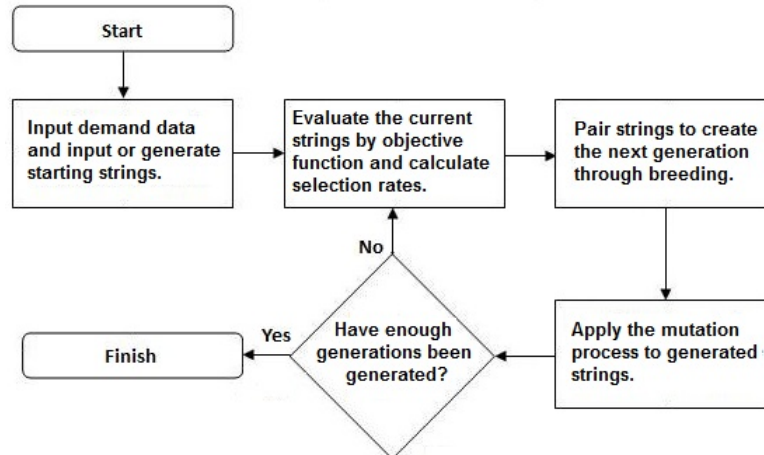 Start
Input demand data
and input or generate
starting strings.
Evaluate the current
strings by objective
function and calculate
selection rates.
Pair strings to create
the next generation
through breeding.
No
Yes
Have enough
generations been
generated?
Finish
Apply the mutation
process to generated
strings.